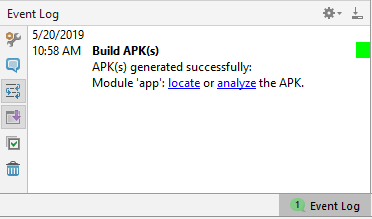 Event Log
5/20/2019
10:58 AM Build APK(s)
APK(s) generated successfully:
Module 'app': locate or analyze the APK.
1 Event Log